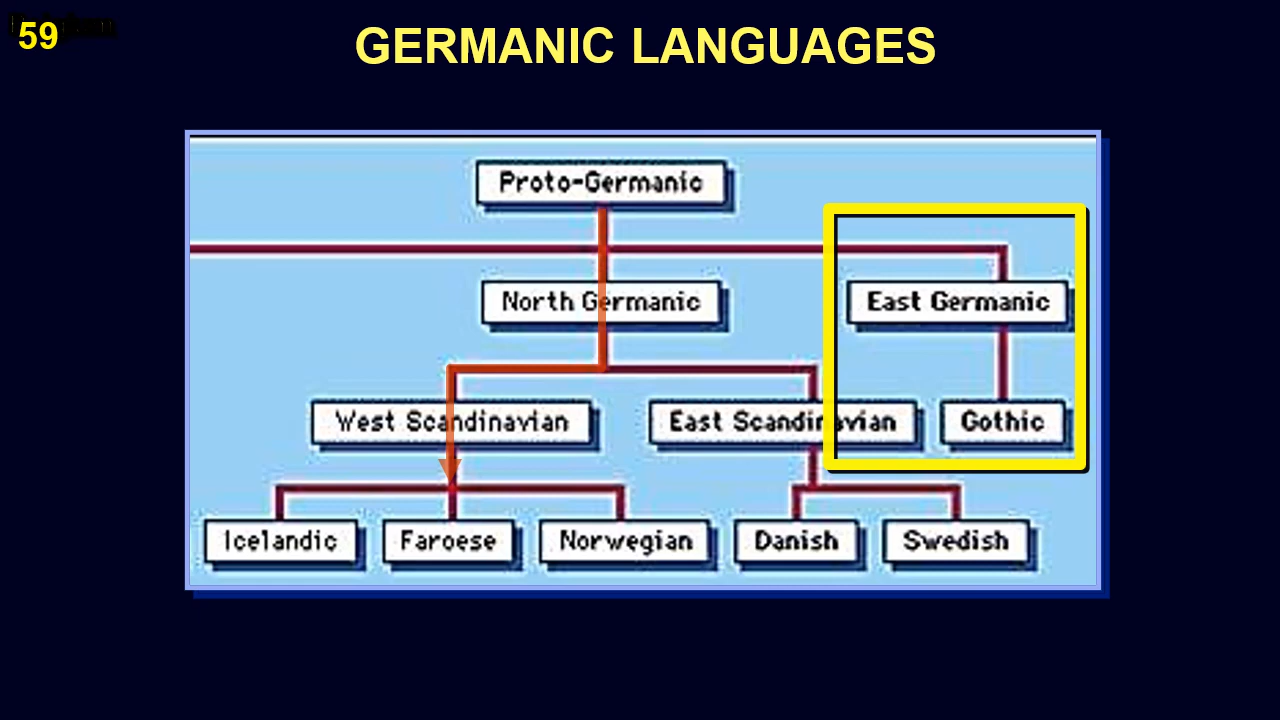 59
GERMANIC LANGUAGES
Proto-Germanic
North Germanic
East Germanic
West Scandinavian
East Scandinavian
Gothic
Icelandic
Faroese
Norwegian
Danish
Swedish